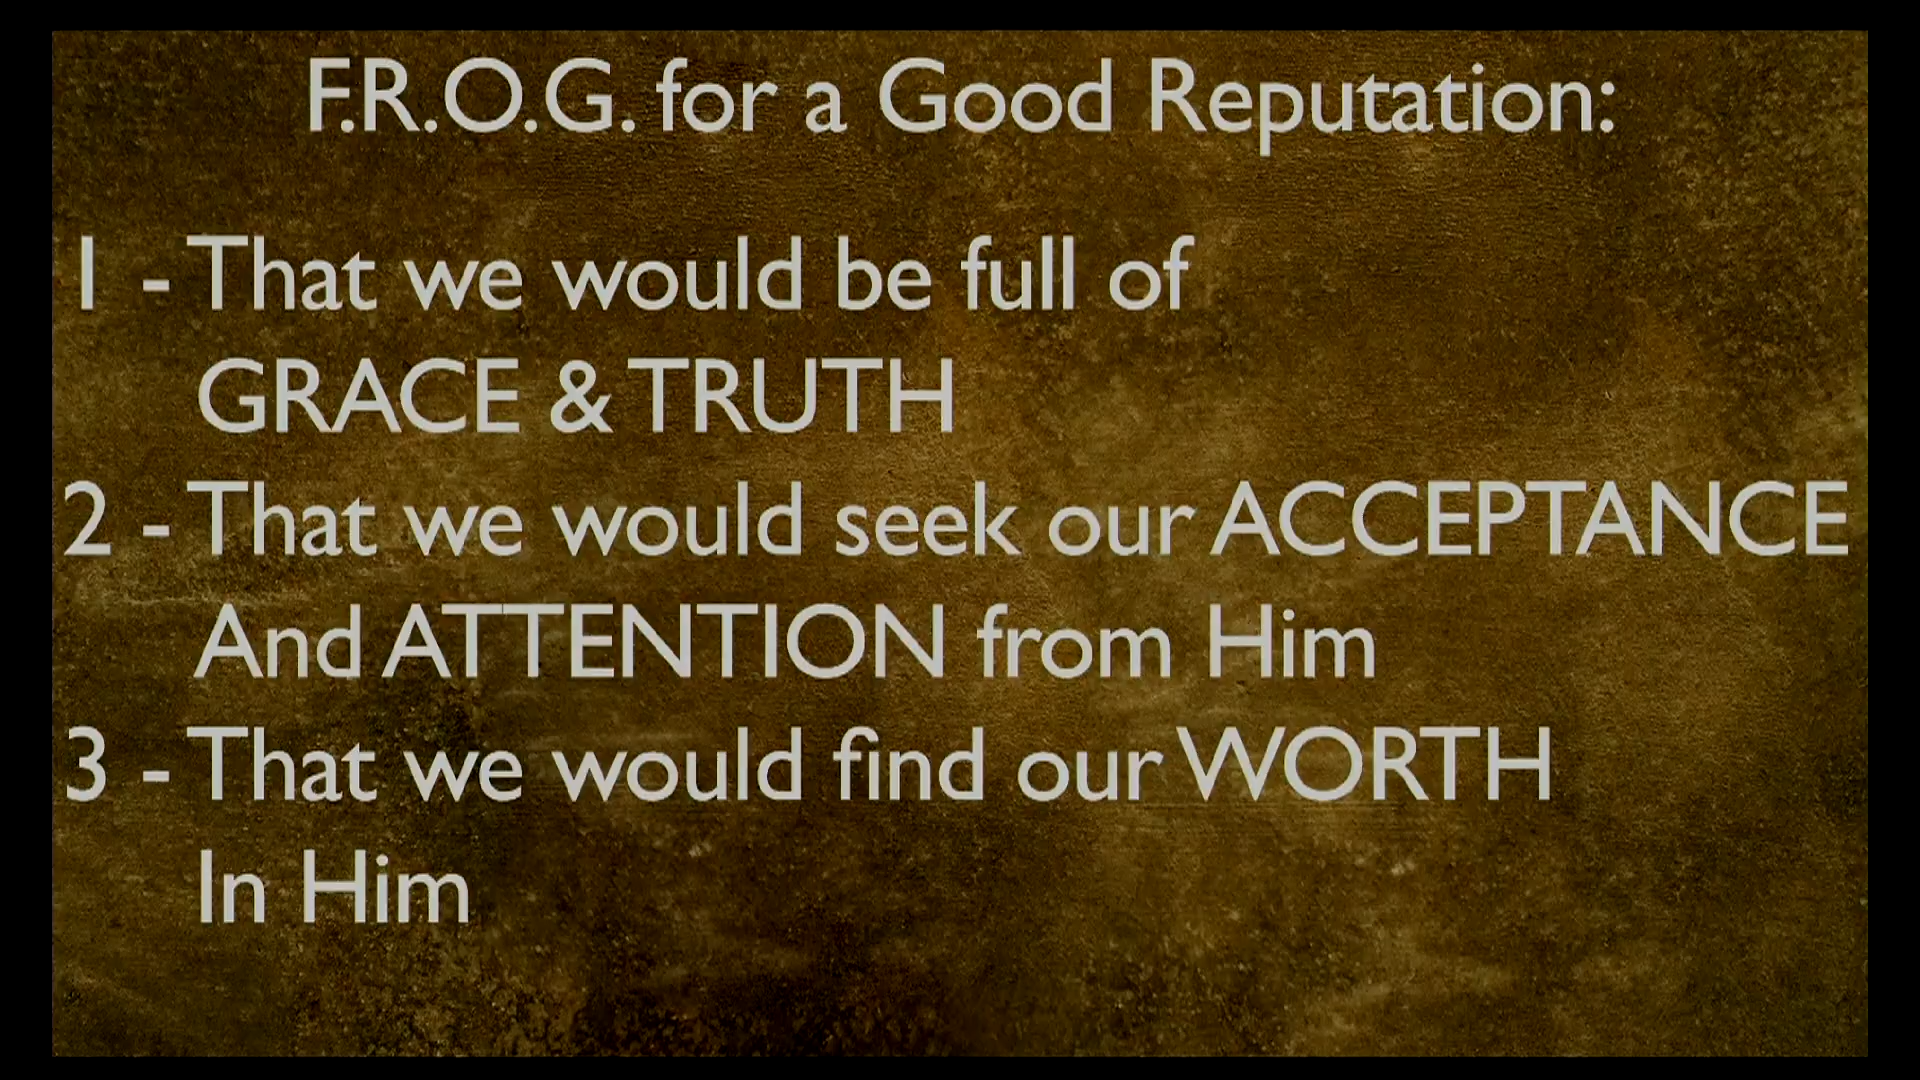 F.R.O.G. for a Good Reputation:
1 - That we would be full of
GRACE & TRUTH
2 - That we would seek our ACCEPTANCE
And ATTENTION from Him
3 - That we would find our WORTH
In Him